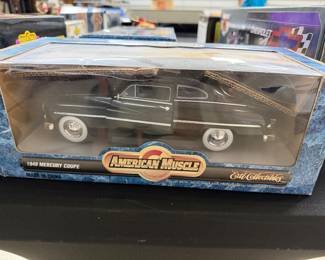 AMERICAN MUSCLE
1949 MERCURY COUPE
MADE IN CHINA
Ertl Collectibles